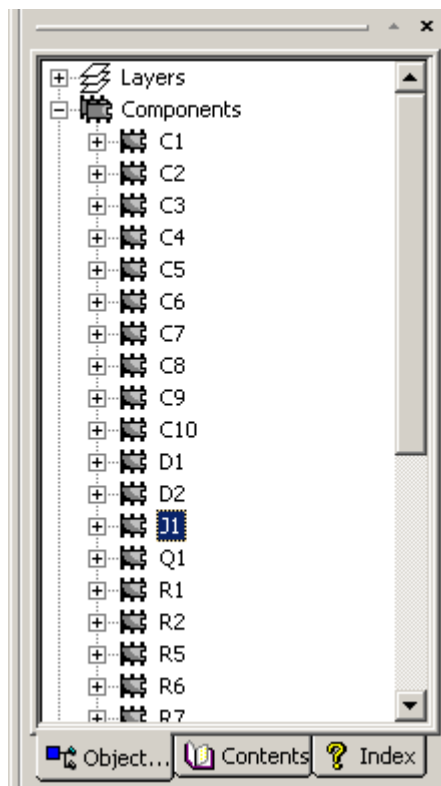 Layers
Components
C1
C2
C3
C4
C5
C6
C7
C8
C9
C10
D1
D2
J1
Q1
R1
R2
R5
R6
R7
Object... Contents Index